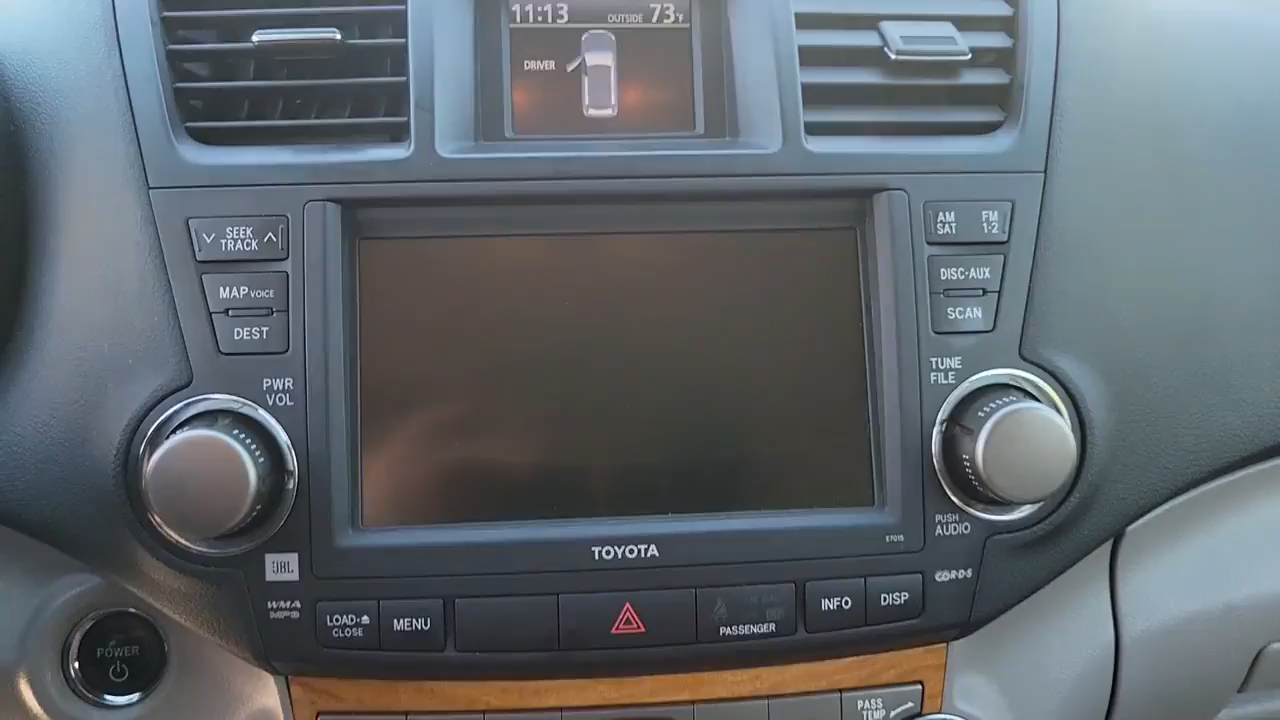 11:13 OUTSIDE 73°F
DRIVER
SEEK
TRACK
AM
SAT
FM
1·2
MAP VOICE
DEST
DISC·AUX
SCAN
PWR
VOL
TUNE
FILE
PUSH
AUDIO
TOYOTA
E7015
JBL
WMA
MP3
RDS
LOAD·⏏
CLOSE
MENU
PASSENGER
INFO
DISP
POWER
PASS
TEMP